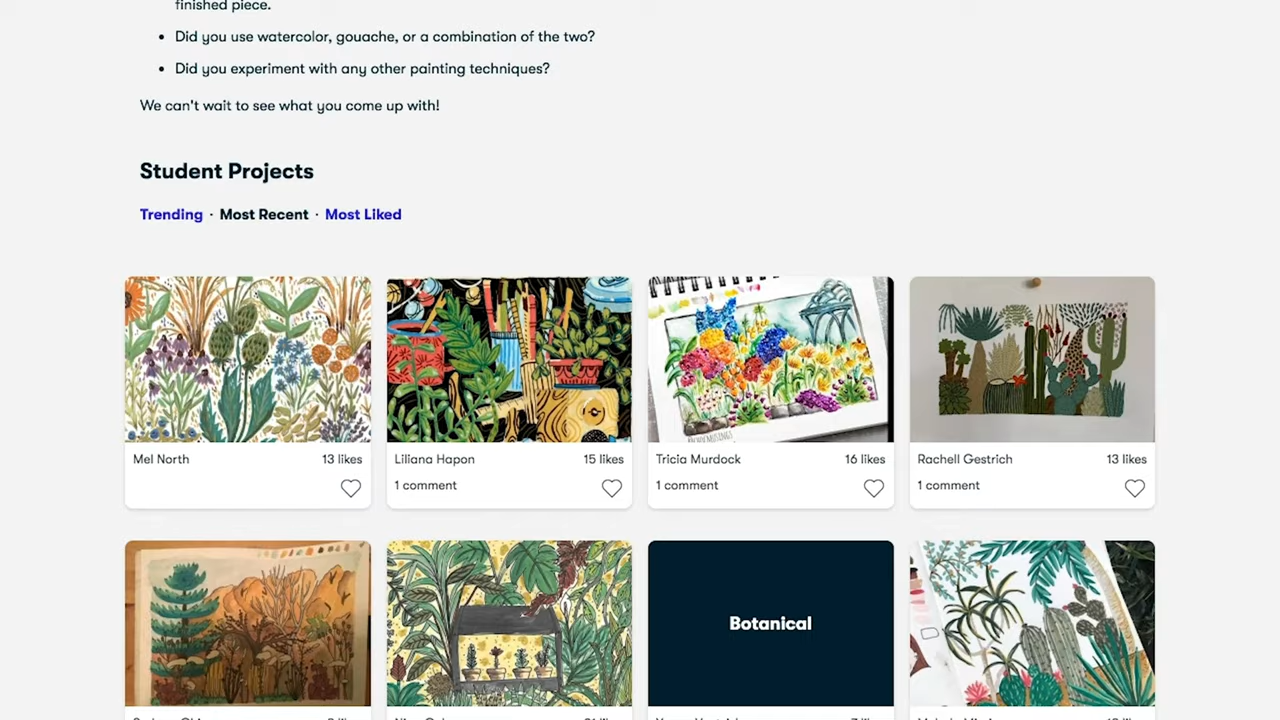 finished piece.
• Did you use watercolor, gouache, or a combination of the two?
• Did you experiment with any other painting techniques?
We can't wait to see what you come up with!
Student Projects
Trending · Most Recent · Most Liked
Mel North 13 likes
Liliana Hapon 15 likes
1 comment
Tricia Murdock 16 likes
1 comment
Rachell Gestrich 13 likes
1 comment
Botanical